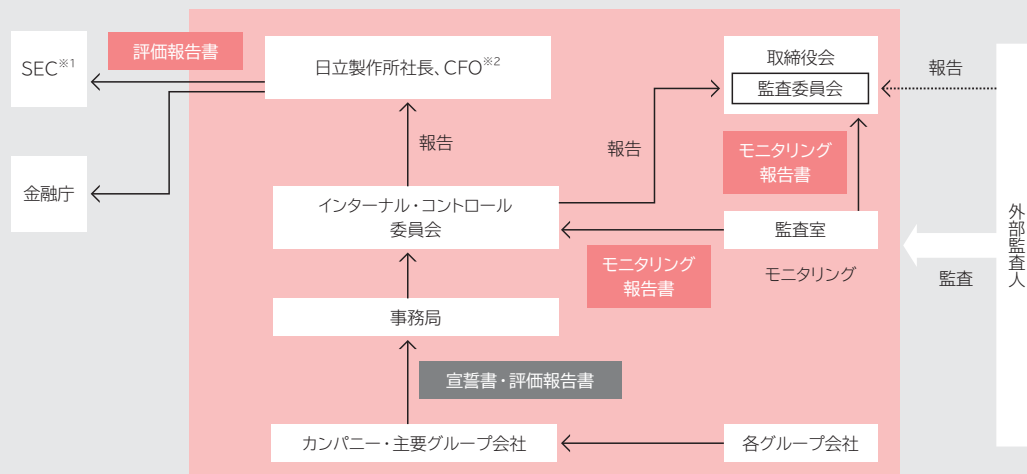 SEC※1
評価報告書
日立製作所社長、CFO※2
取締役会
監査委員会
報告
金融庁
報告
報告
モニタリング
報告書
インターナル・コントロール
委員会
監査室
モニタリング
報告書
モニタリング
監査
外部監査人
事務局
宣誓書・評価報告書
カンパニー・主要グループ会社
各グループ会社